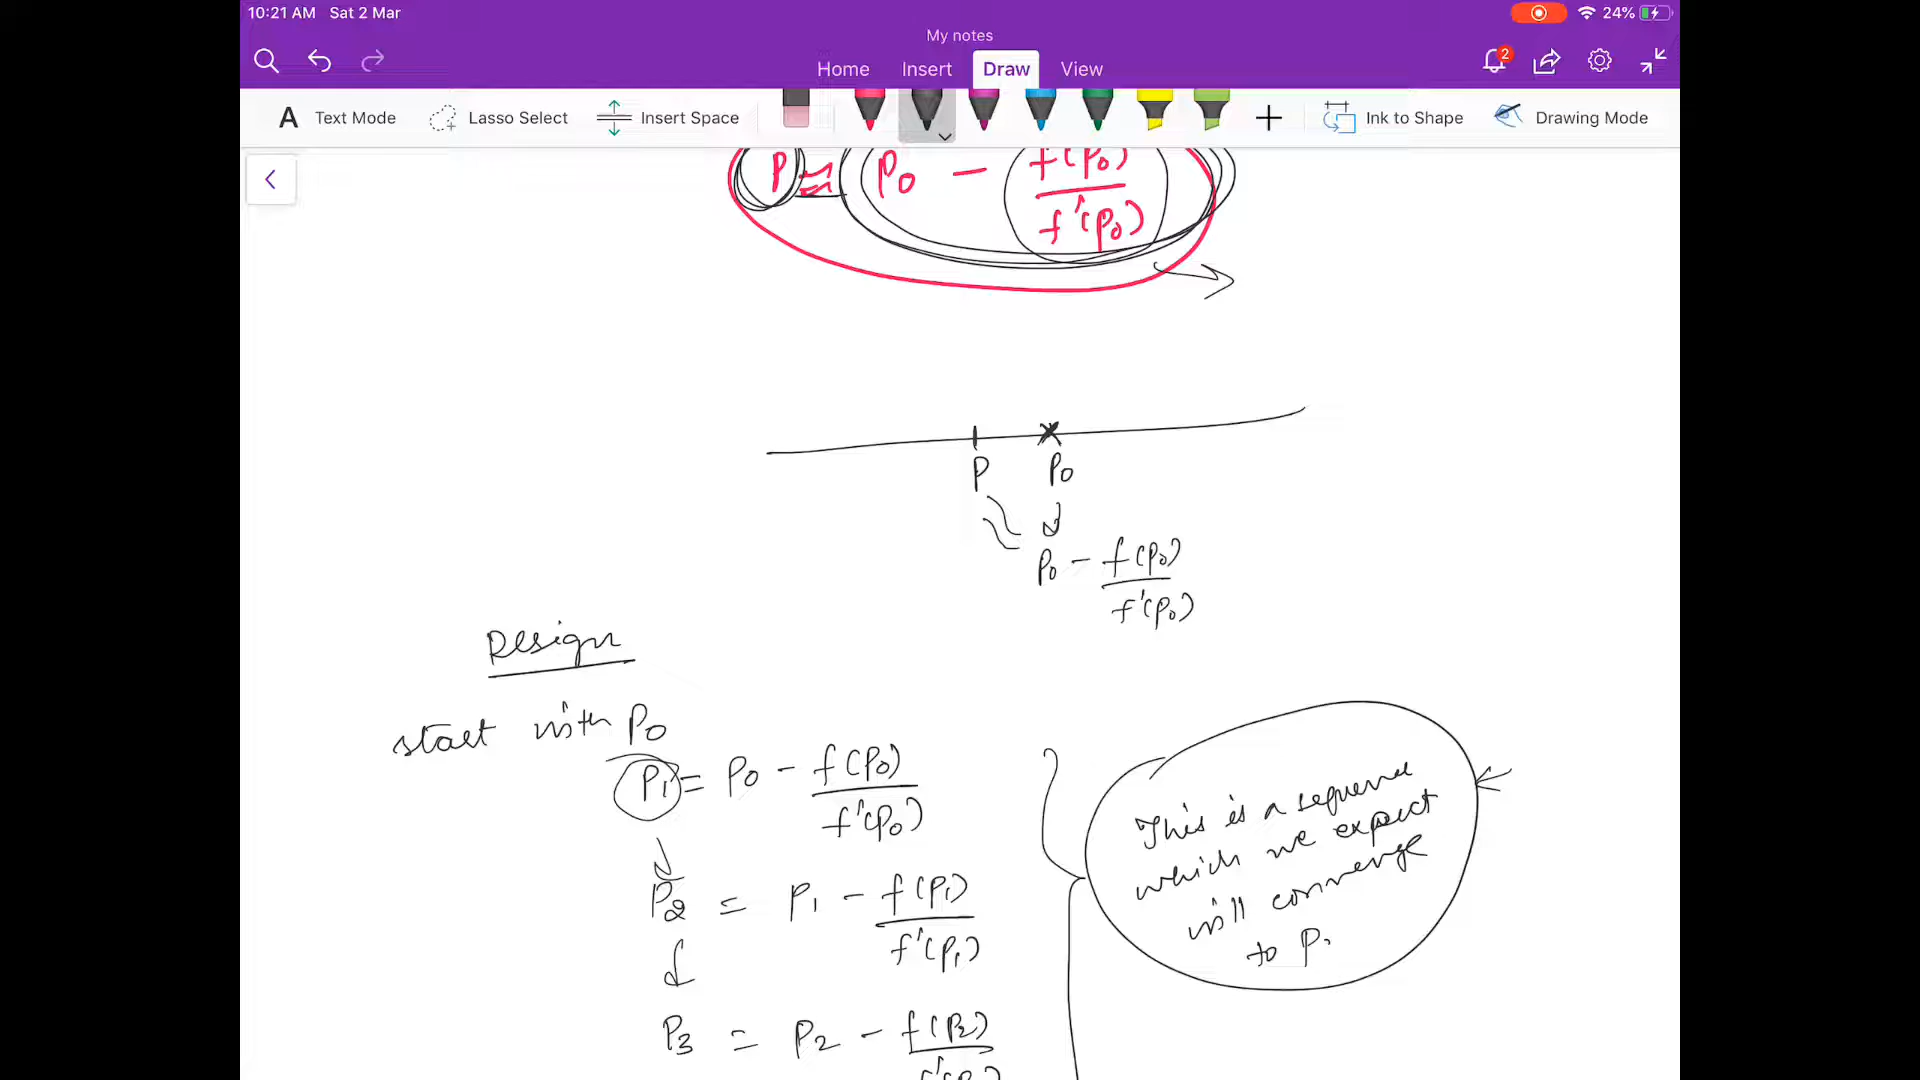 10:21 AM Sat 2 Mar
24%
My notes
2
Home Insert Draw View
A Text Mode Lasso Select Insert Space Ink to Shape Drawing Mode
P ≈ P0 - f(P0)
f'(P0)
P P0
P0 - f(P0)
f'(P0)
Design
start with P0
P1 = P0 - f(P0)
f'(P0)
P2 = P1 - f(P1)
f'(P1)
P3 = P2 - f(P2)
This is a sequence
which we expect
will converge
to P.